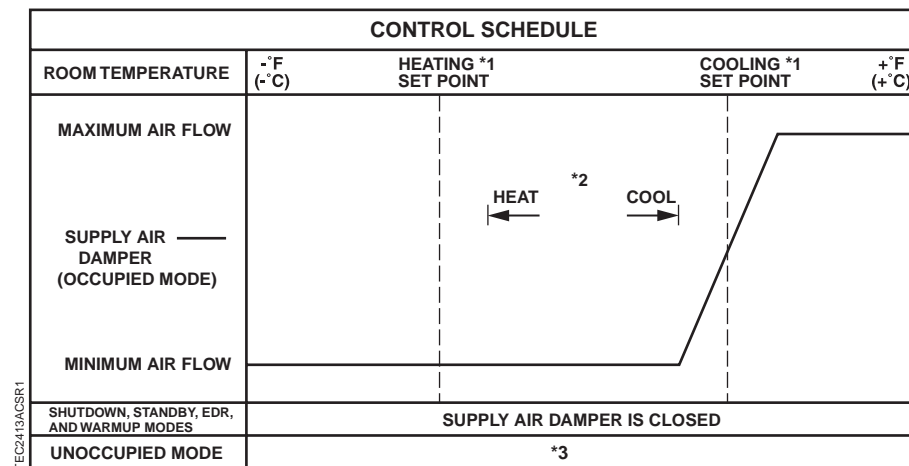 CONTROL SCHEDULE
ROOM TEMPERATURE
-°F
(-°C)
HEATING *1
SET POINT
COOLING *1
SET POINT
+°F
(+°C)
MAXIMUM AIR FLOW
*2
HEAT
COOL
SUPPLY AIR
DAMPER
(OCCUPIED MODE)
MINIMUM AIR FLOW
SHUTDOWN, STANDBY, EDR,
AND WARMUP MODES
SUPPLY AIR DAMPER IS CLOSED
UNOCCUPIED MODE
*3
TEC2413ACSR1